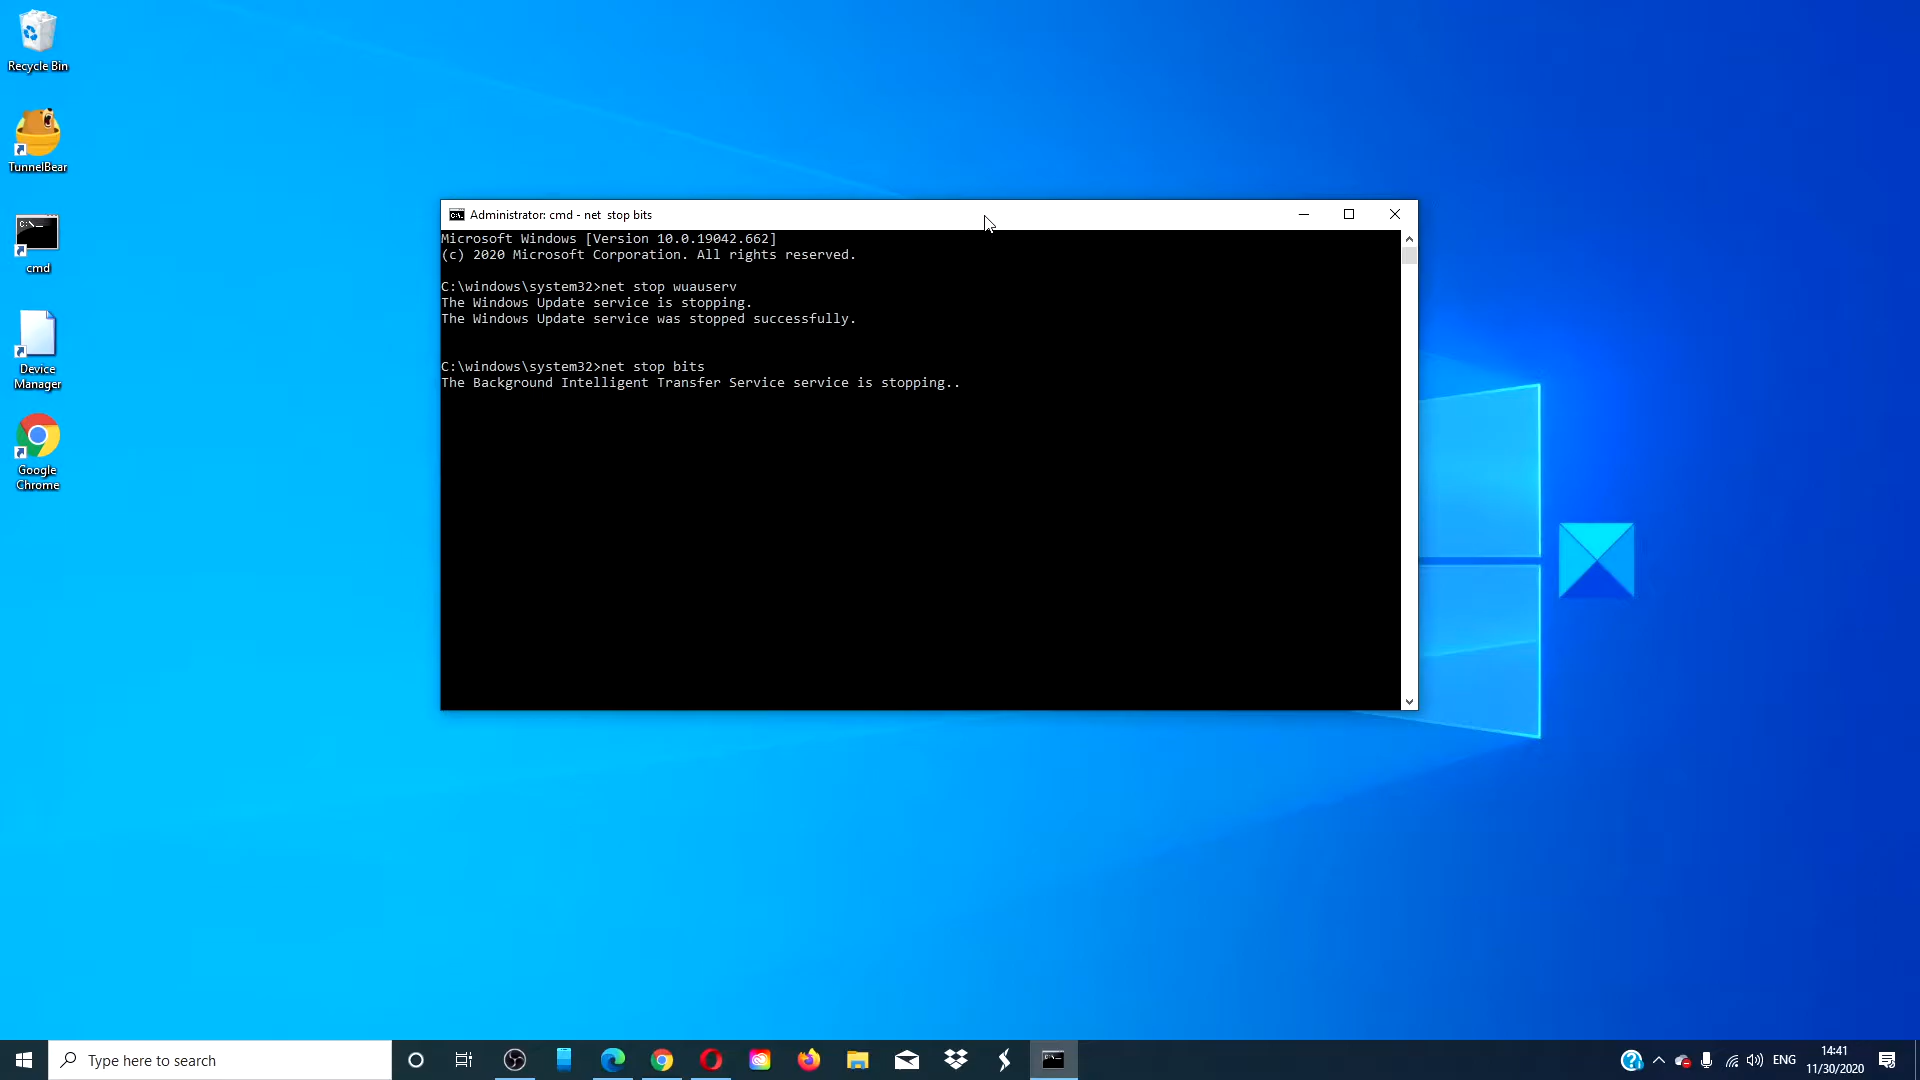 Recycle Bin
TunnelBear
cmd
Device
Manager
Google
Chrome
Administrator: cmd - net  stop bits
Microsoft Windows [Version 10.0.19042.662]
(c) 2020 Microsoft Corporation. All rights reserved.
C:\windows\system32>net stop wuauserv
The Windows Update service is stopping.
The Windows Update service was stopped successfully.
C:\windows\system32>net stop bits
The Background Intelligent Transfer Service service is stopping..
Type here to search
ENG
14:41
11/30/2020